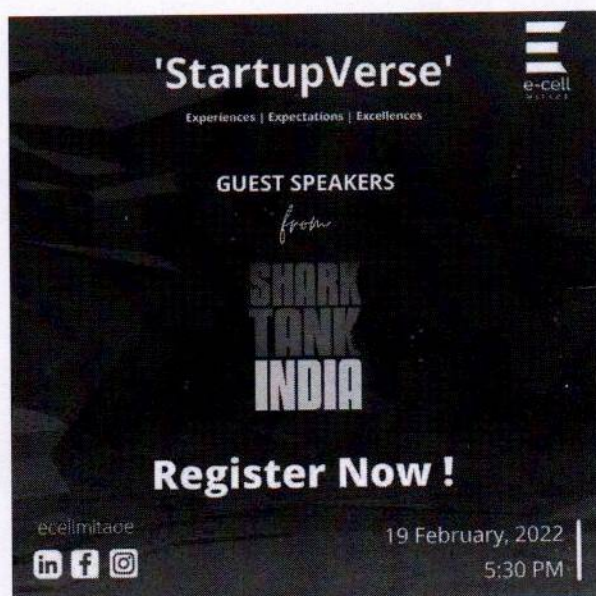 'StartupVerse'
e-cell
Experiences | Expectations | Excellences
GUEST SPEAKERS
from
SHARK
TANK
INDIA
Register Now !
ecellmitaoe
in f
19 February, 2022
5:30 PM